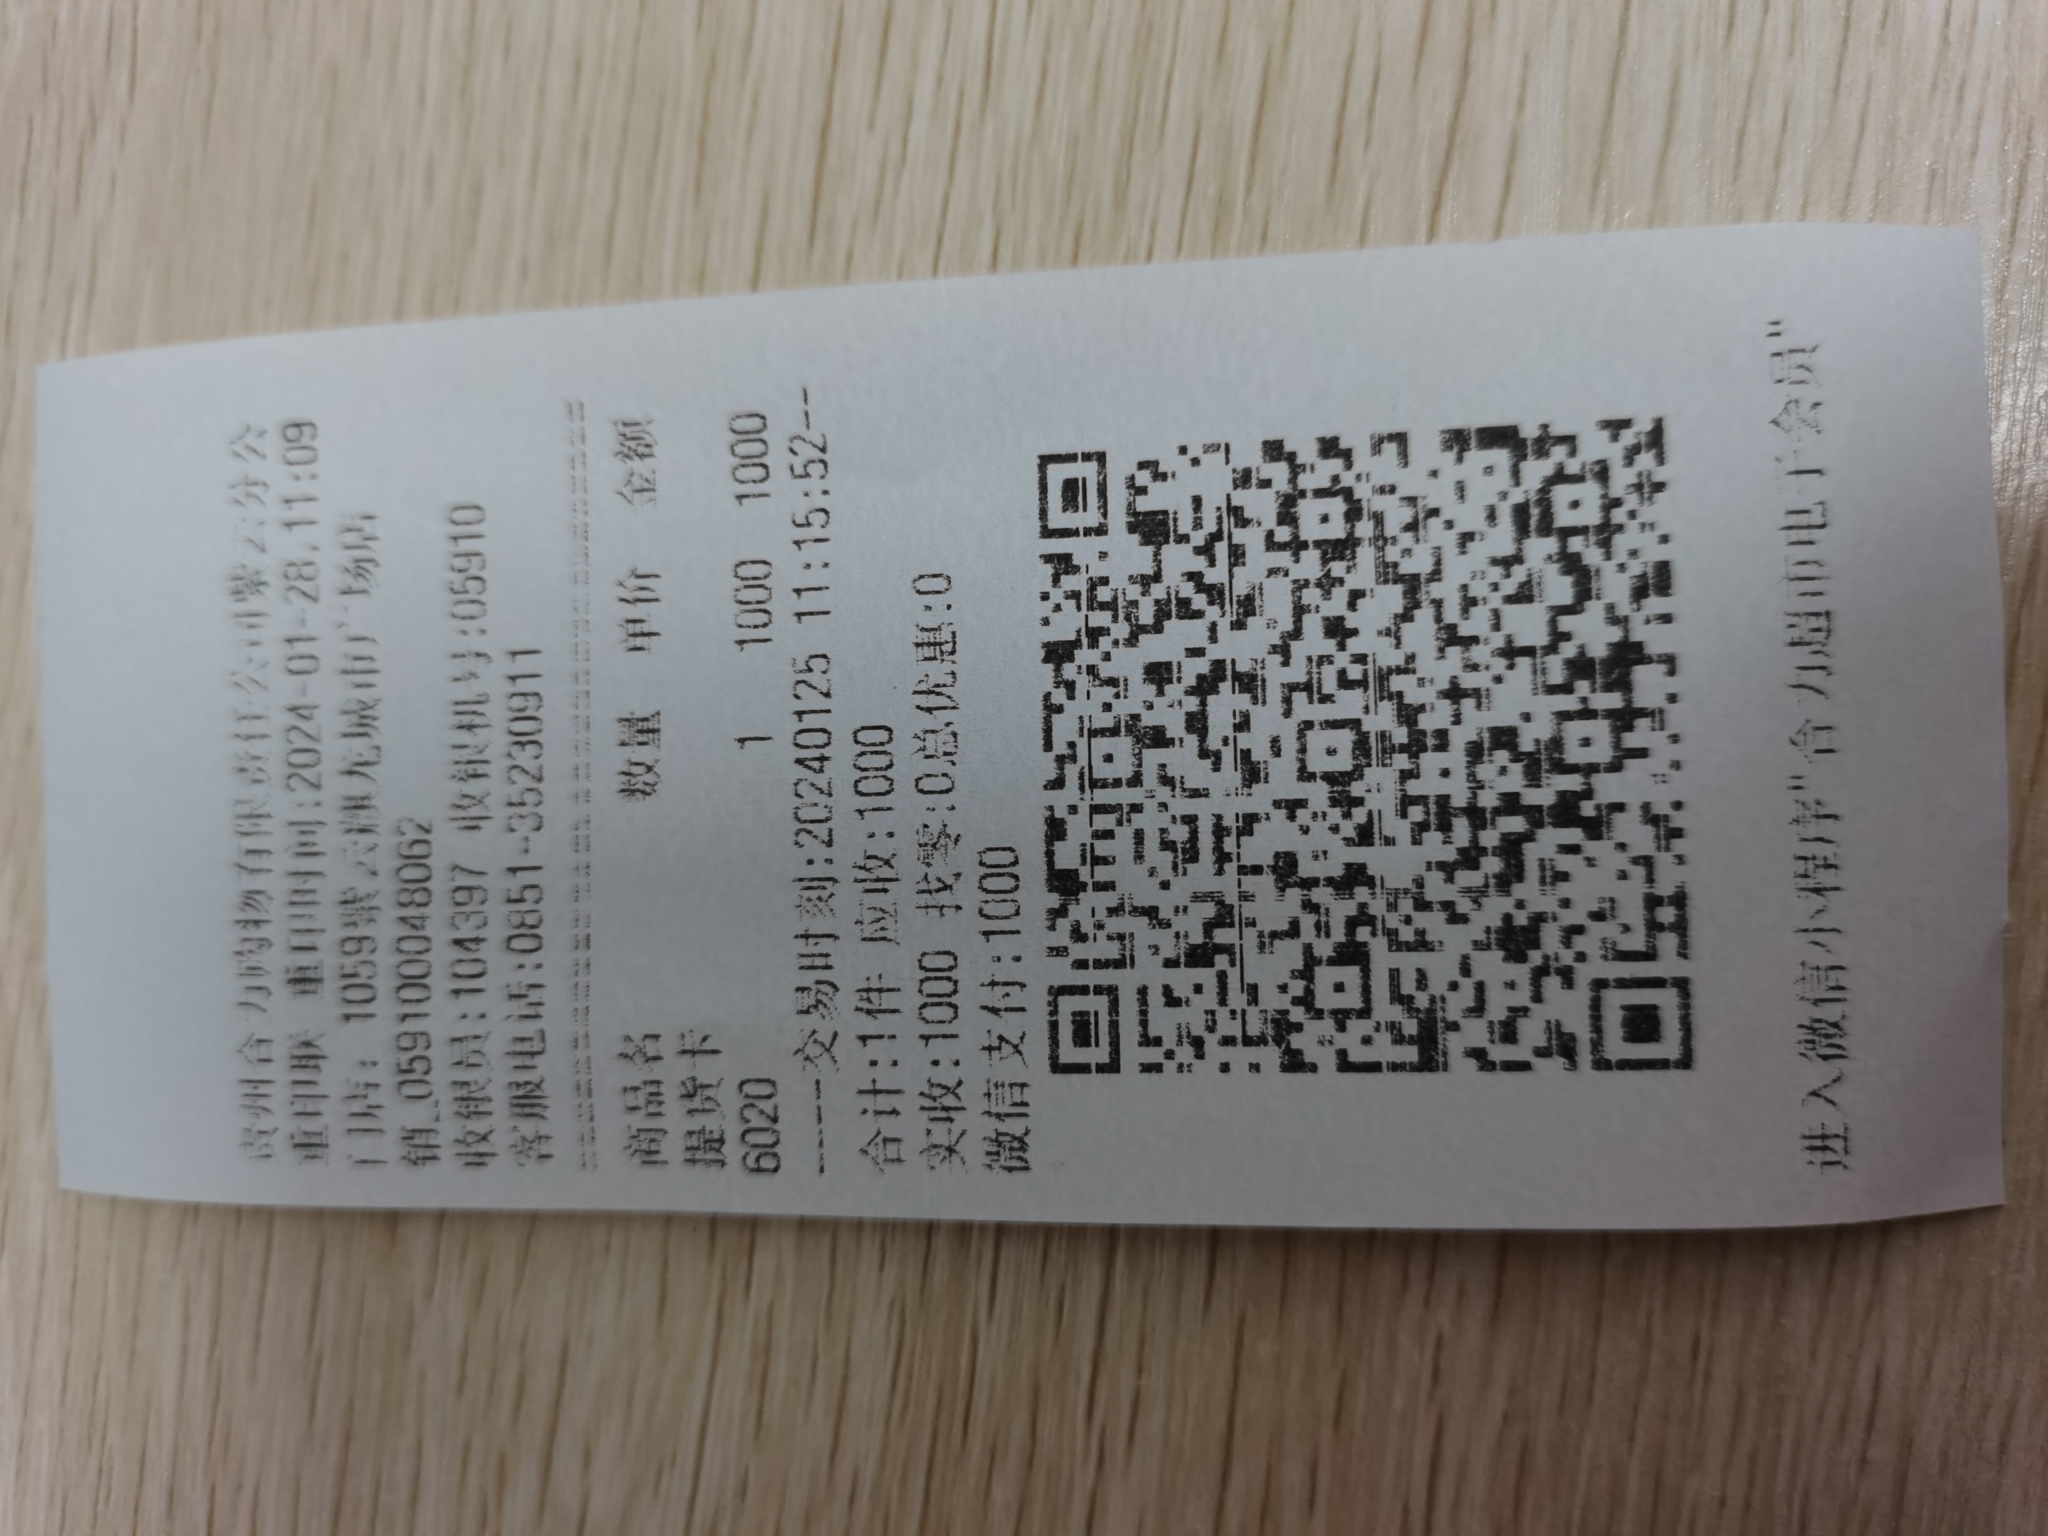 贵州合力购物有限责任公司紫云分公
重印联 重印时间:2024-01-28.11:09
门店: 1059紫云麒龙城市广场店
销_0591000048062
收银员:104397 收银机号:05910
客服电话:0851-35230911
商品名 数量 单价 金额
提货卡
6020 1 1000 1000
-----交易时刻:20240125 11:15:52---
合计:1件 应收:1000
实收:1000 找零:0总优惠:0
微信支付:1000
进入微信小程序"合力超市电子会员"